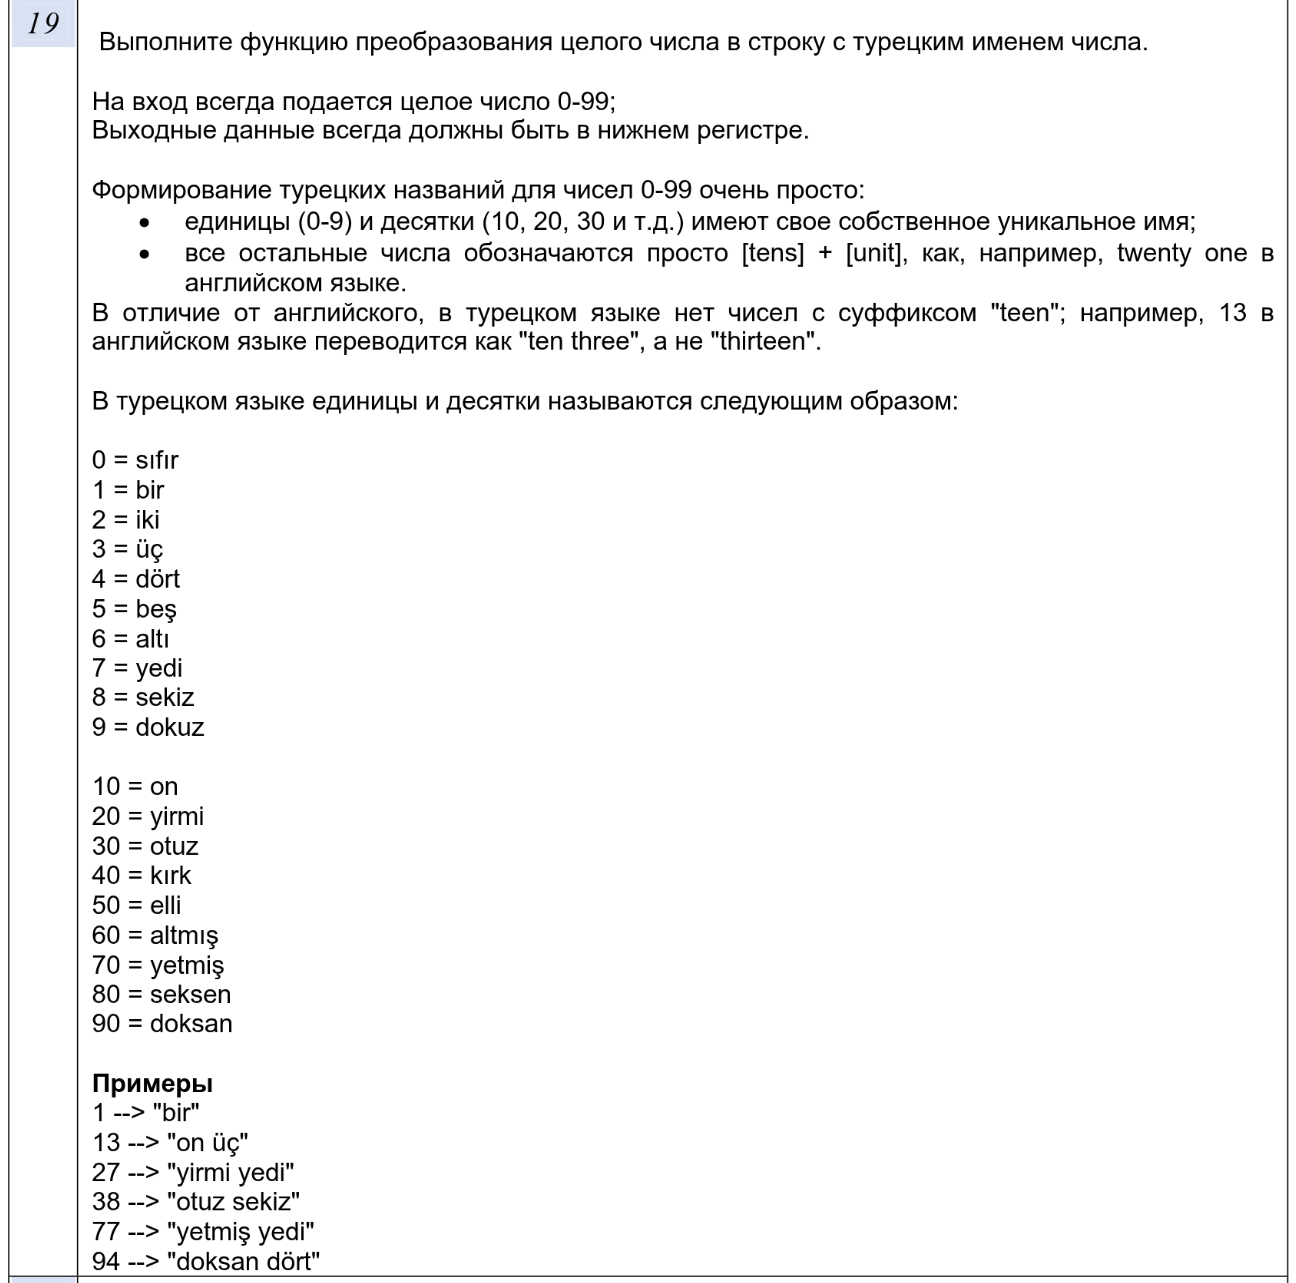 19
Выполните функцию преобразования целого числа в строку с турецким именем числа.
На вход всегда подается целое число 0-99;
Выходные данные всегда должны быть в нижнем регистре.
Формирование турецких названий для чисел 0-99 очень просто:
• единицы (0-9) и десятки (10, 20, 30 и т.д.) имеют свое собственное уникальное имя;
• все остальные числа обозначаются просто [tens] + [unit], как, например, twenty one в
английском языке.
В отличие от английского, в турецком языке нет чисел с суффиксом "teen"; например, 13 в
английском языке переводится как "ten three", а не "thirteen".
В турецком языке единицы и десятки называются следующим образом:
0 = sıfır
1 = bir
2 = iki
3 = üç
4 = dört
5 = beş
6 = altı
7 = yedi
8 = sekiz
9 = dokuz
10 = on
20 = yirmi
30 = otuz
40 = kırk
50 = elli
60 = altmış
70 = yetmiş
80 = seksen
90 = doksan
Примеры
1 --> "bir"
13 --> "on üç"
27 --> "yirmi yedi"
38 --> "otuz sekiz"
77 --> "yetmiş yedi"
94 --> "doksan dört"